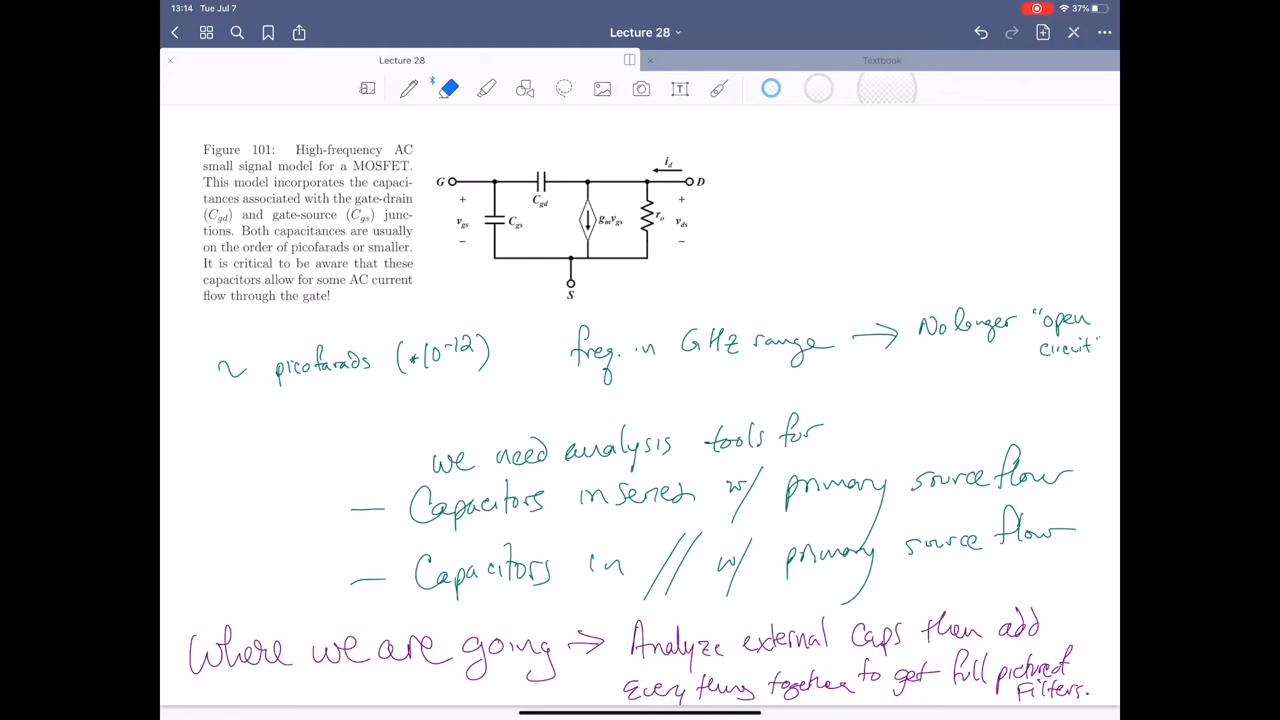 13:14 Tue Jul 7
37%
Lecture 28
Lecture 28
Textbook
Figure 101: High-frequency AC
small signal model for a MOSFET.
This model incorporates the capaci-
tances associated with the gate-drain
(Cgd) and gate-source (Cgs) junc-
tions. Both capacitances are usually
on the order of picofarads or smaller.
It is critical to be aware that these
capacitors allow for some AC current
flow through the gate!
id
G
Cgd
D
+
+
vgs
Cgs
gmvgs
ro
vds
−
−
S
~ picofarads (*10^-12)
freq. in GHz range → No longer "open
circuit"
we need analysis tools for
— Capacitors in series w/ primary source flow
— Capacitors in // w/ primary source flow
Where we are going → Analyze external caps then add
Everything together to get full picture of
Filters.